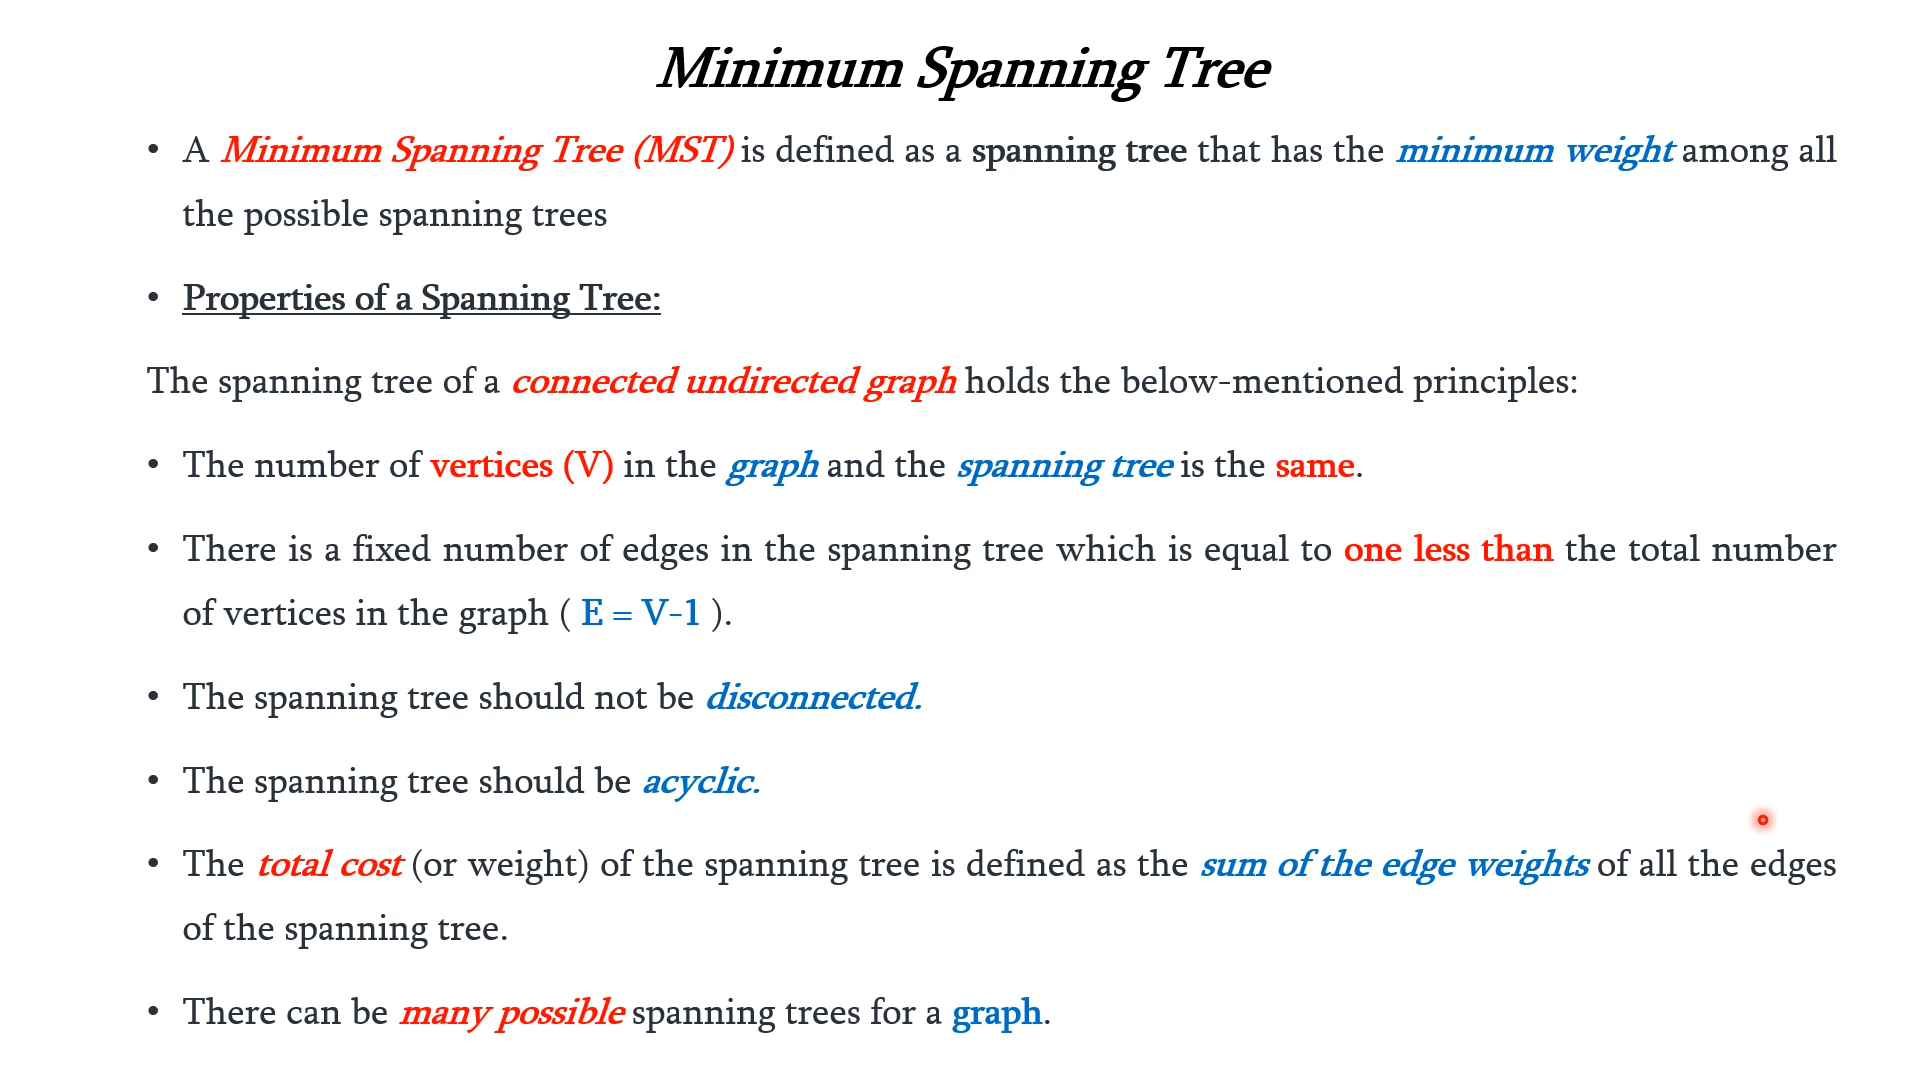 Minimum Spanning Tree
• A Minimum Spanning Tree (MST) is defined as a spanning tree that has the minimum weight among all
the possible spanning trees
• Properties of a Spanning Tree:
The spanning tree of a connected undirected graph holds the below-mentioned principles:
• The number of vertices (V) in the graph and the spanning tree is the same.
• There is a fixed number of edges in the spanning tree which is equal to one less than the total number
of vertices in the graph ( E = V-1 ).
• The spanning tree should not be disconnected.
• The spanning tree should be acyclic.
• The total cost (or weight) of the spanning tree is defined as the sum of the edge weights of all the edges
of the spanning tree.
• There can be many possible spanning trees for a graph.